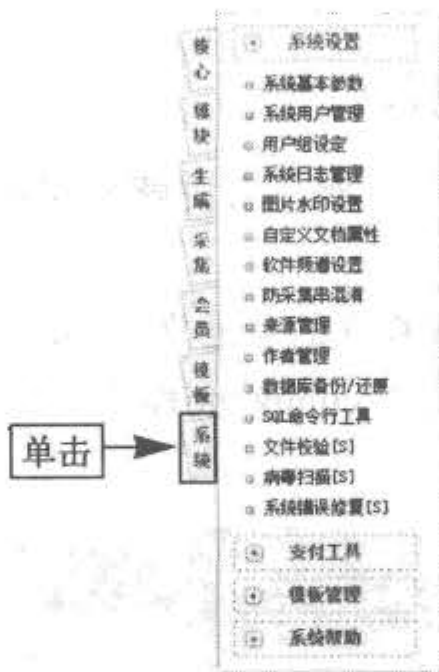 核心
模块
生成
采集
会员
模板
系统
单击
系统设置
系统基本参数
系统用户管理
用户组设定
系统日志管理
图片水印设置
自定义文档属性
软件频道设置
防采集串混淆
来源管理
作者管理
数据库备份/还原
SQL命令行工具
文件校验[S]
病毒扫描[S]
系统错误修复[S]
支付工具
模板管理
系统帮助